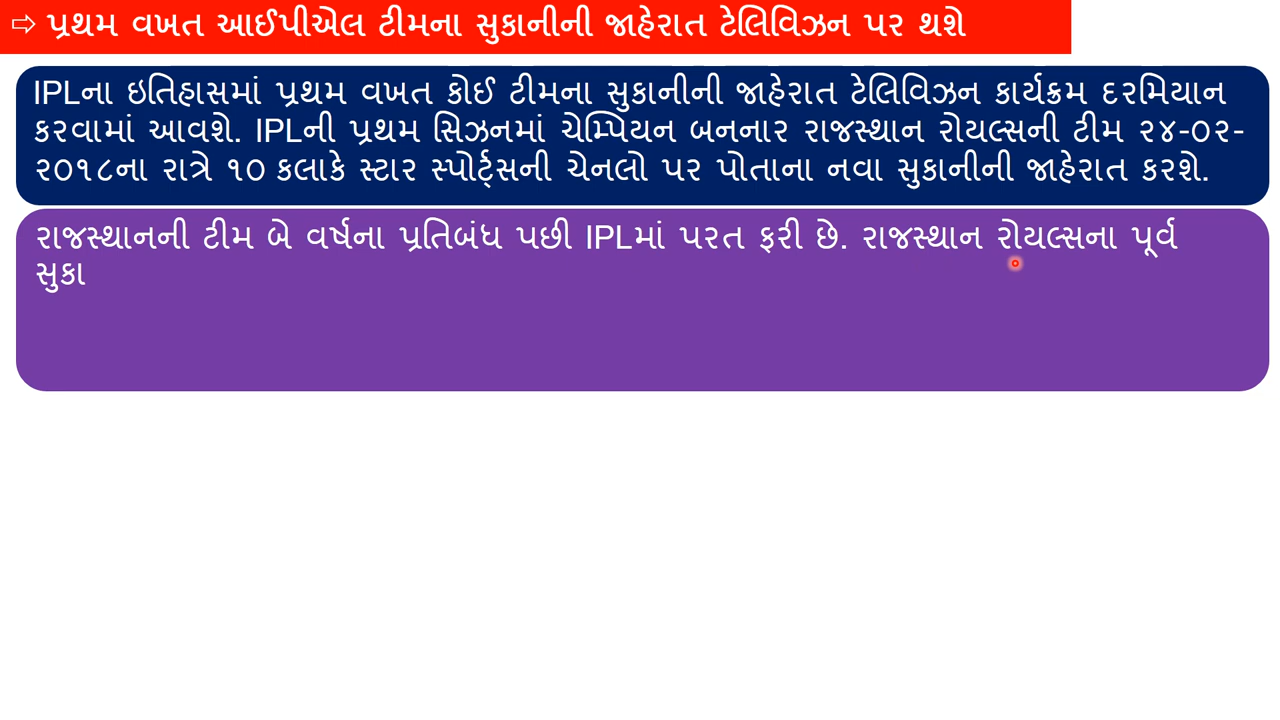 ⇨ પ્રથમ વખત આઈપીએલ ટીમના સુકાનીની જાહેરાત ટેલિવિઝન પર થશે
IPLના ઇતિહાસમાં પ્રથમ વખત કોઈ ટીમના સુકાનીની જાહેરાત ટેલિવિઝન કાર્યક્રમ દરમિયાન
કરવામાં આવશે. IPLની પ્રથમ સિઝનમાં ચેમ્પિયન બનનાર રાજસ્થાન રોયલ્સની ટીમ ૨૪-૦૨-
૨૦૧૮ના રાત્રે ૧૦ કલાકે સ્ટાર સ્પોર્ટ્સની ચેનલો પર પોતાના નવા સુકાનીની જાહેરાત કરશે.
રાજસ્થાનની ટીમ બે વર્ષના પ્રતિબંધ પછી IPLમાં પરત ફરી છે. રાજસ્થાન રોયલ્સના પૂર્વ
સુકા